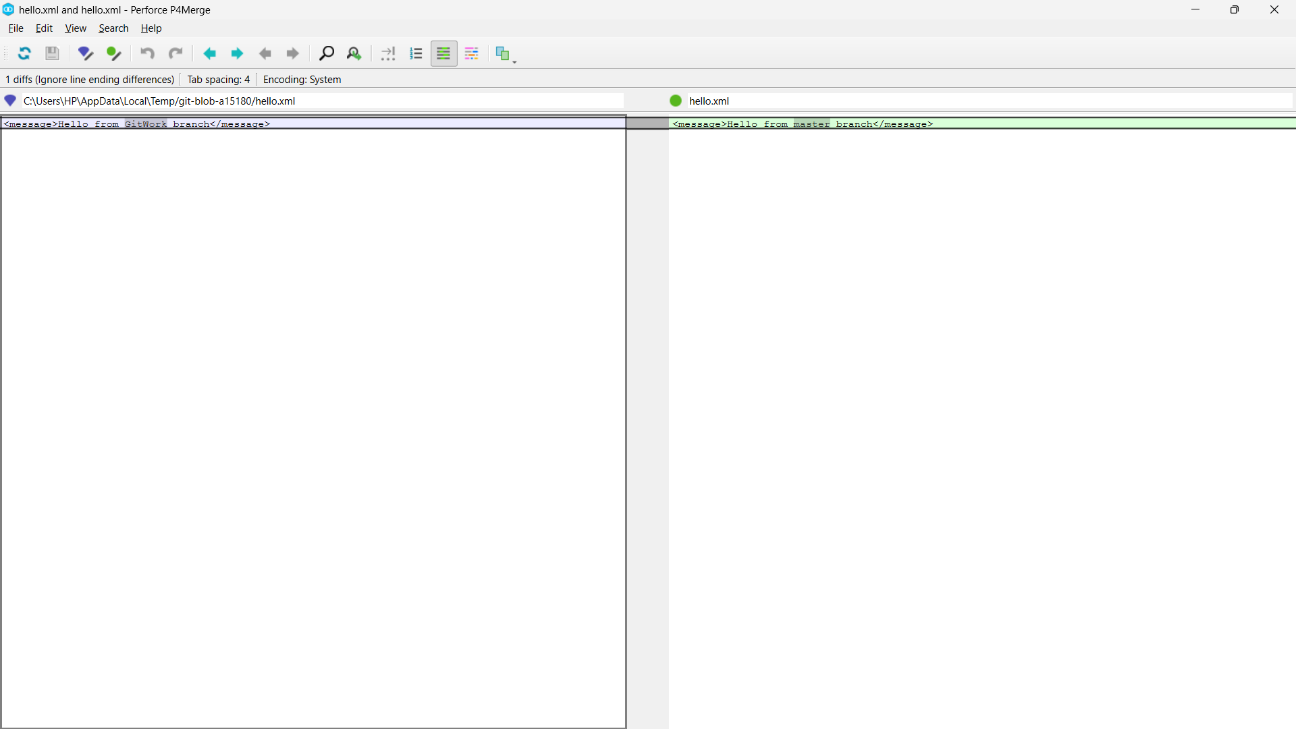 hello.xml and hello.xml - Perforce P4Merge
File Edit View Search Help
1 diffs (Ignore line ending differences) Tab spacing: 4 Encoding: System
C:\Users\HP\AppData\Local\Temp/git-blob-a15180/hello.xml hello.xml
<message>Hello from GitWork branch</message> <message>Hello from master branch</message>